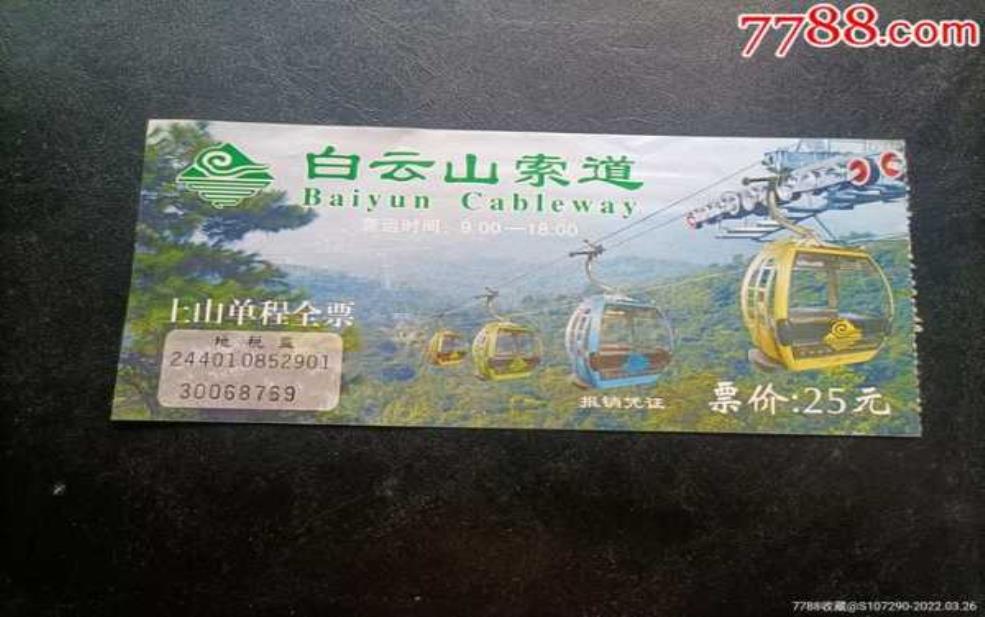 7788.com
白云山索道
Baiyun Cableway
营运时间：9:00—18:00
上山单程全票
地税监
244010852901
30068769
报销凭证
票价:25元
7788收藏@S107290-2022.03.26